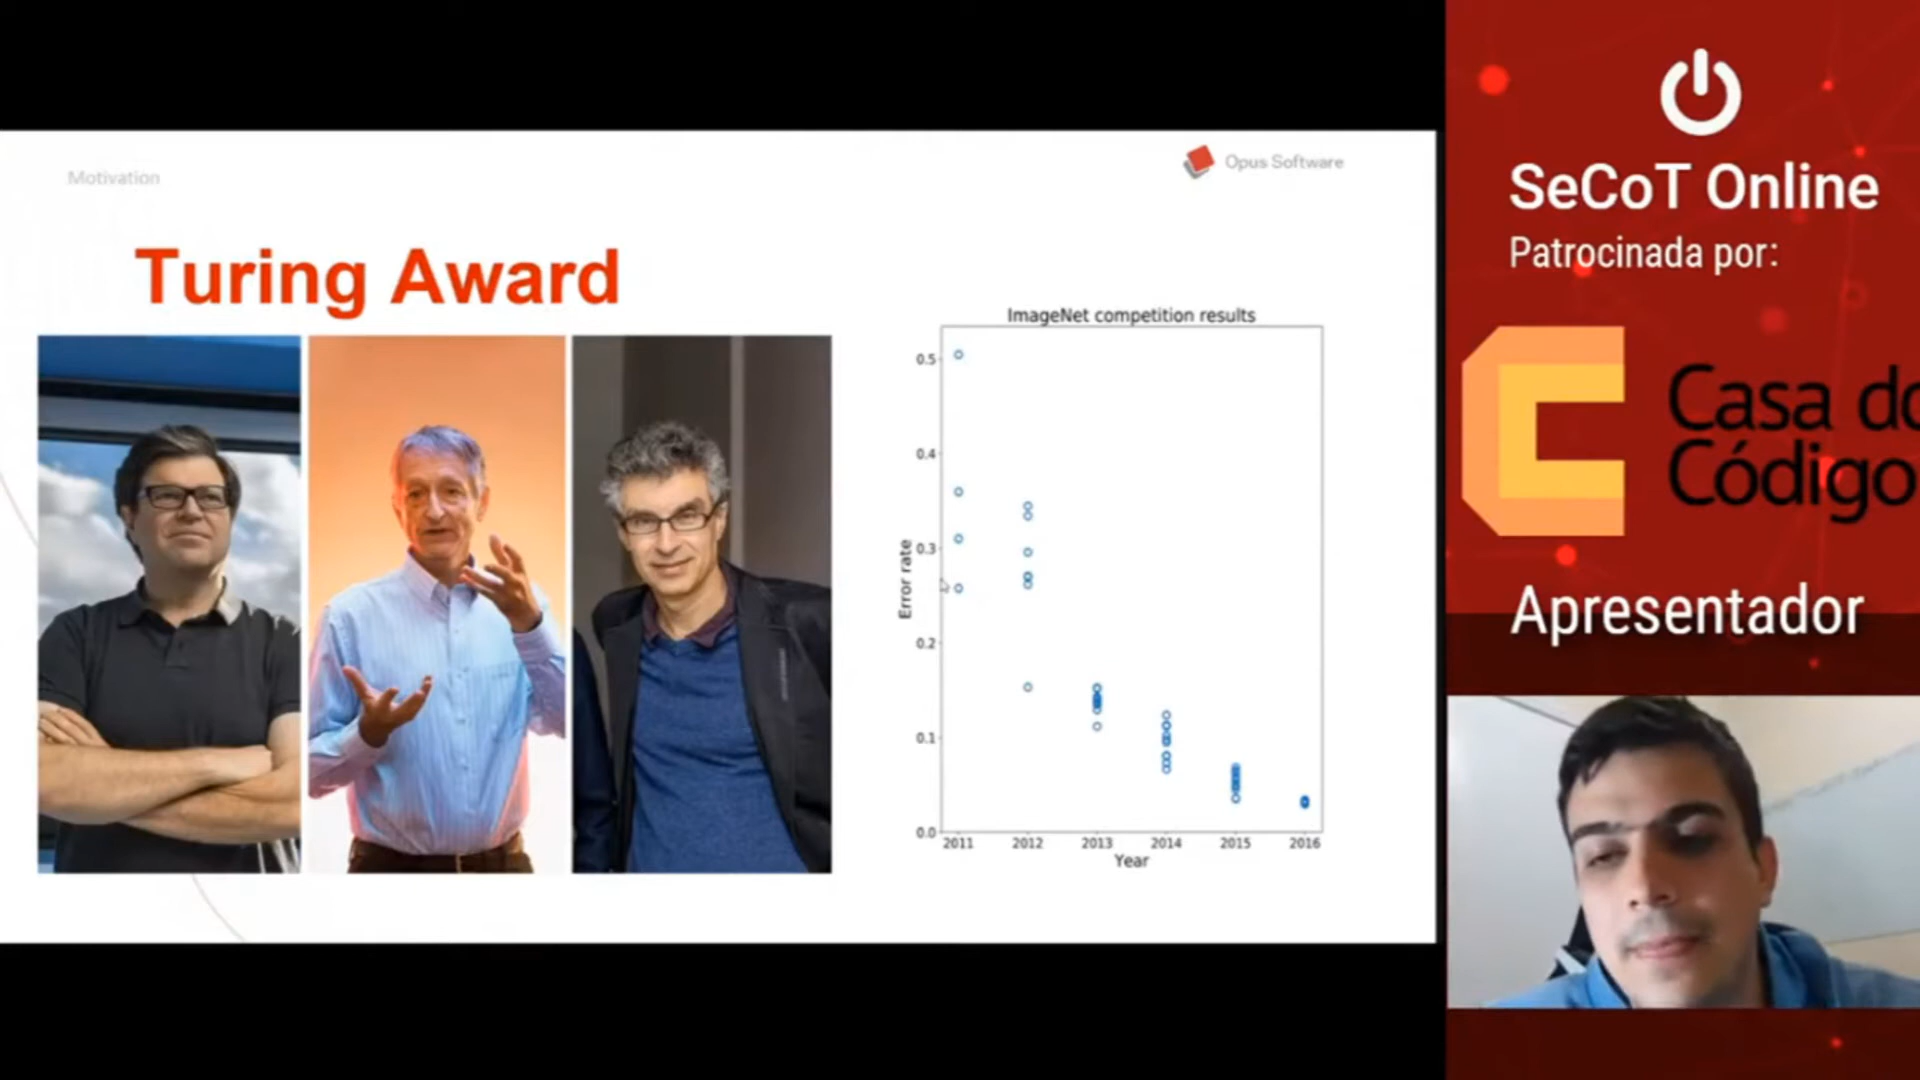 Motivation
Opus Software
Turing Award
ImageNet competition results
0.5
0.4
0.3
0.2
0.1
0.0
Error rate
2011 2012 2013 2014 2015 2016
Year
SeCoT Online
Patrocinada por:
Casa do
Código
Apresentador